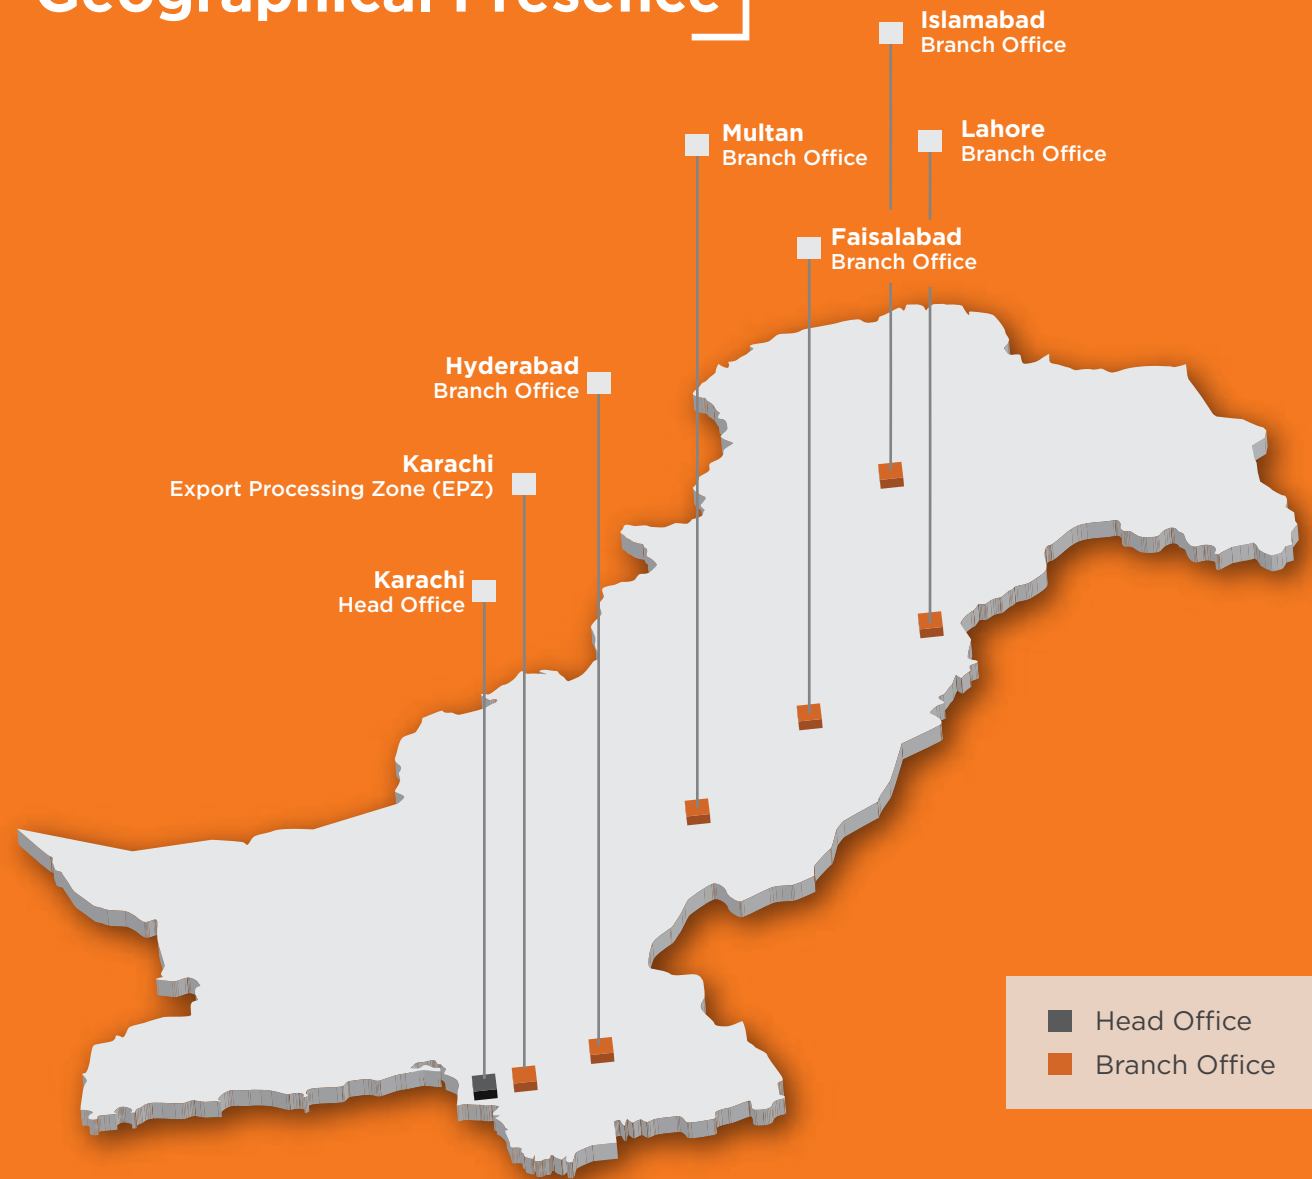 Geographical Presence
Islamabad
Branch Office
Multan
Branch Office
Lahore
Branch Office
Faisalabad
Branch Office
Hyderabad
Branch Office
Karachi
Export Processing Zone (EPZ)
Karachi
Head Office
Head Office
Branch Office